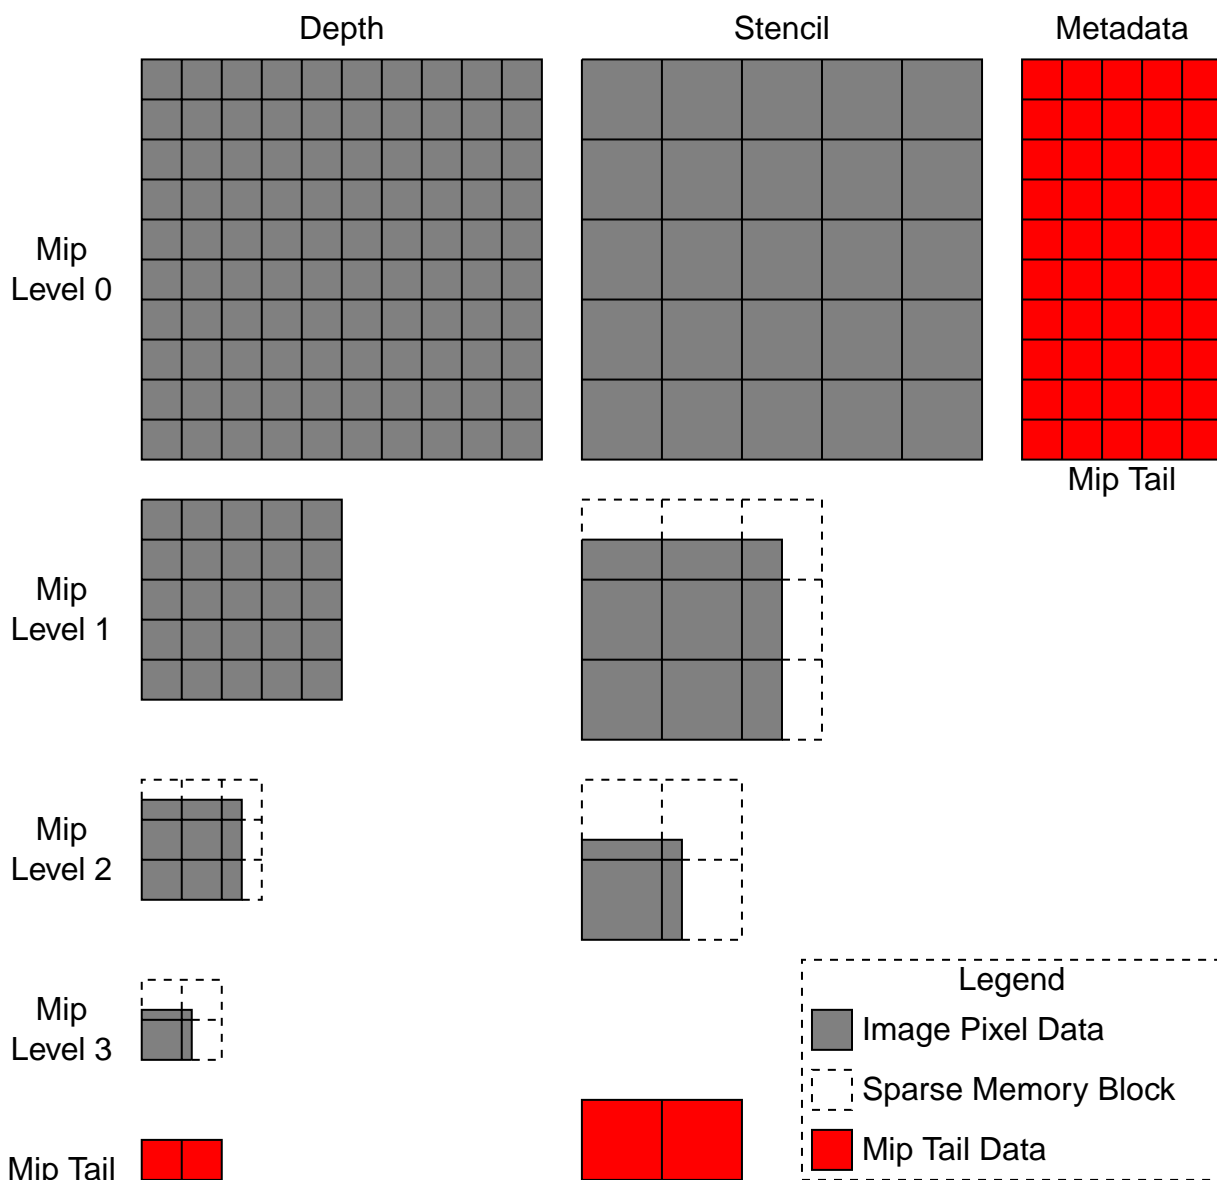 Depth Stencil Metadata
Mip
Level 0
Mip Tail
Mip
Level 1
Mip
Level 2
Mip
Level 3
Legend
Image Pixel Data
Sparse Memory Block
Mip Tail Data
Mip Tail